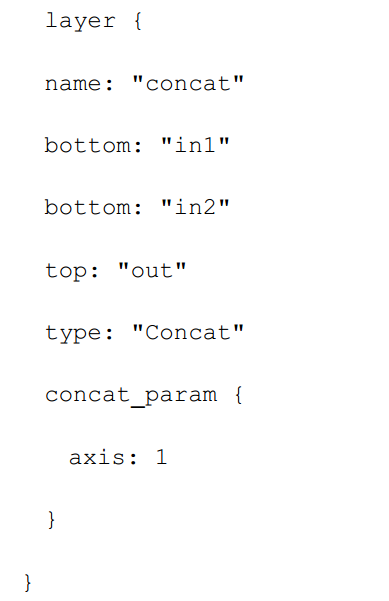 layer {
name: "concat"
bottom: "in1"
bottom: "in2"
top: "out"
type: "Concat"
concat_param {
axis: 1
}
}